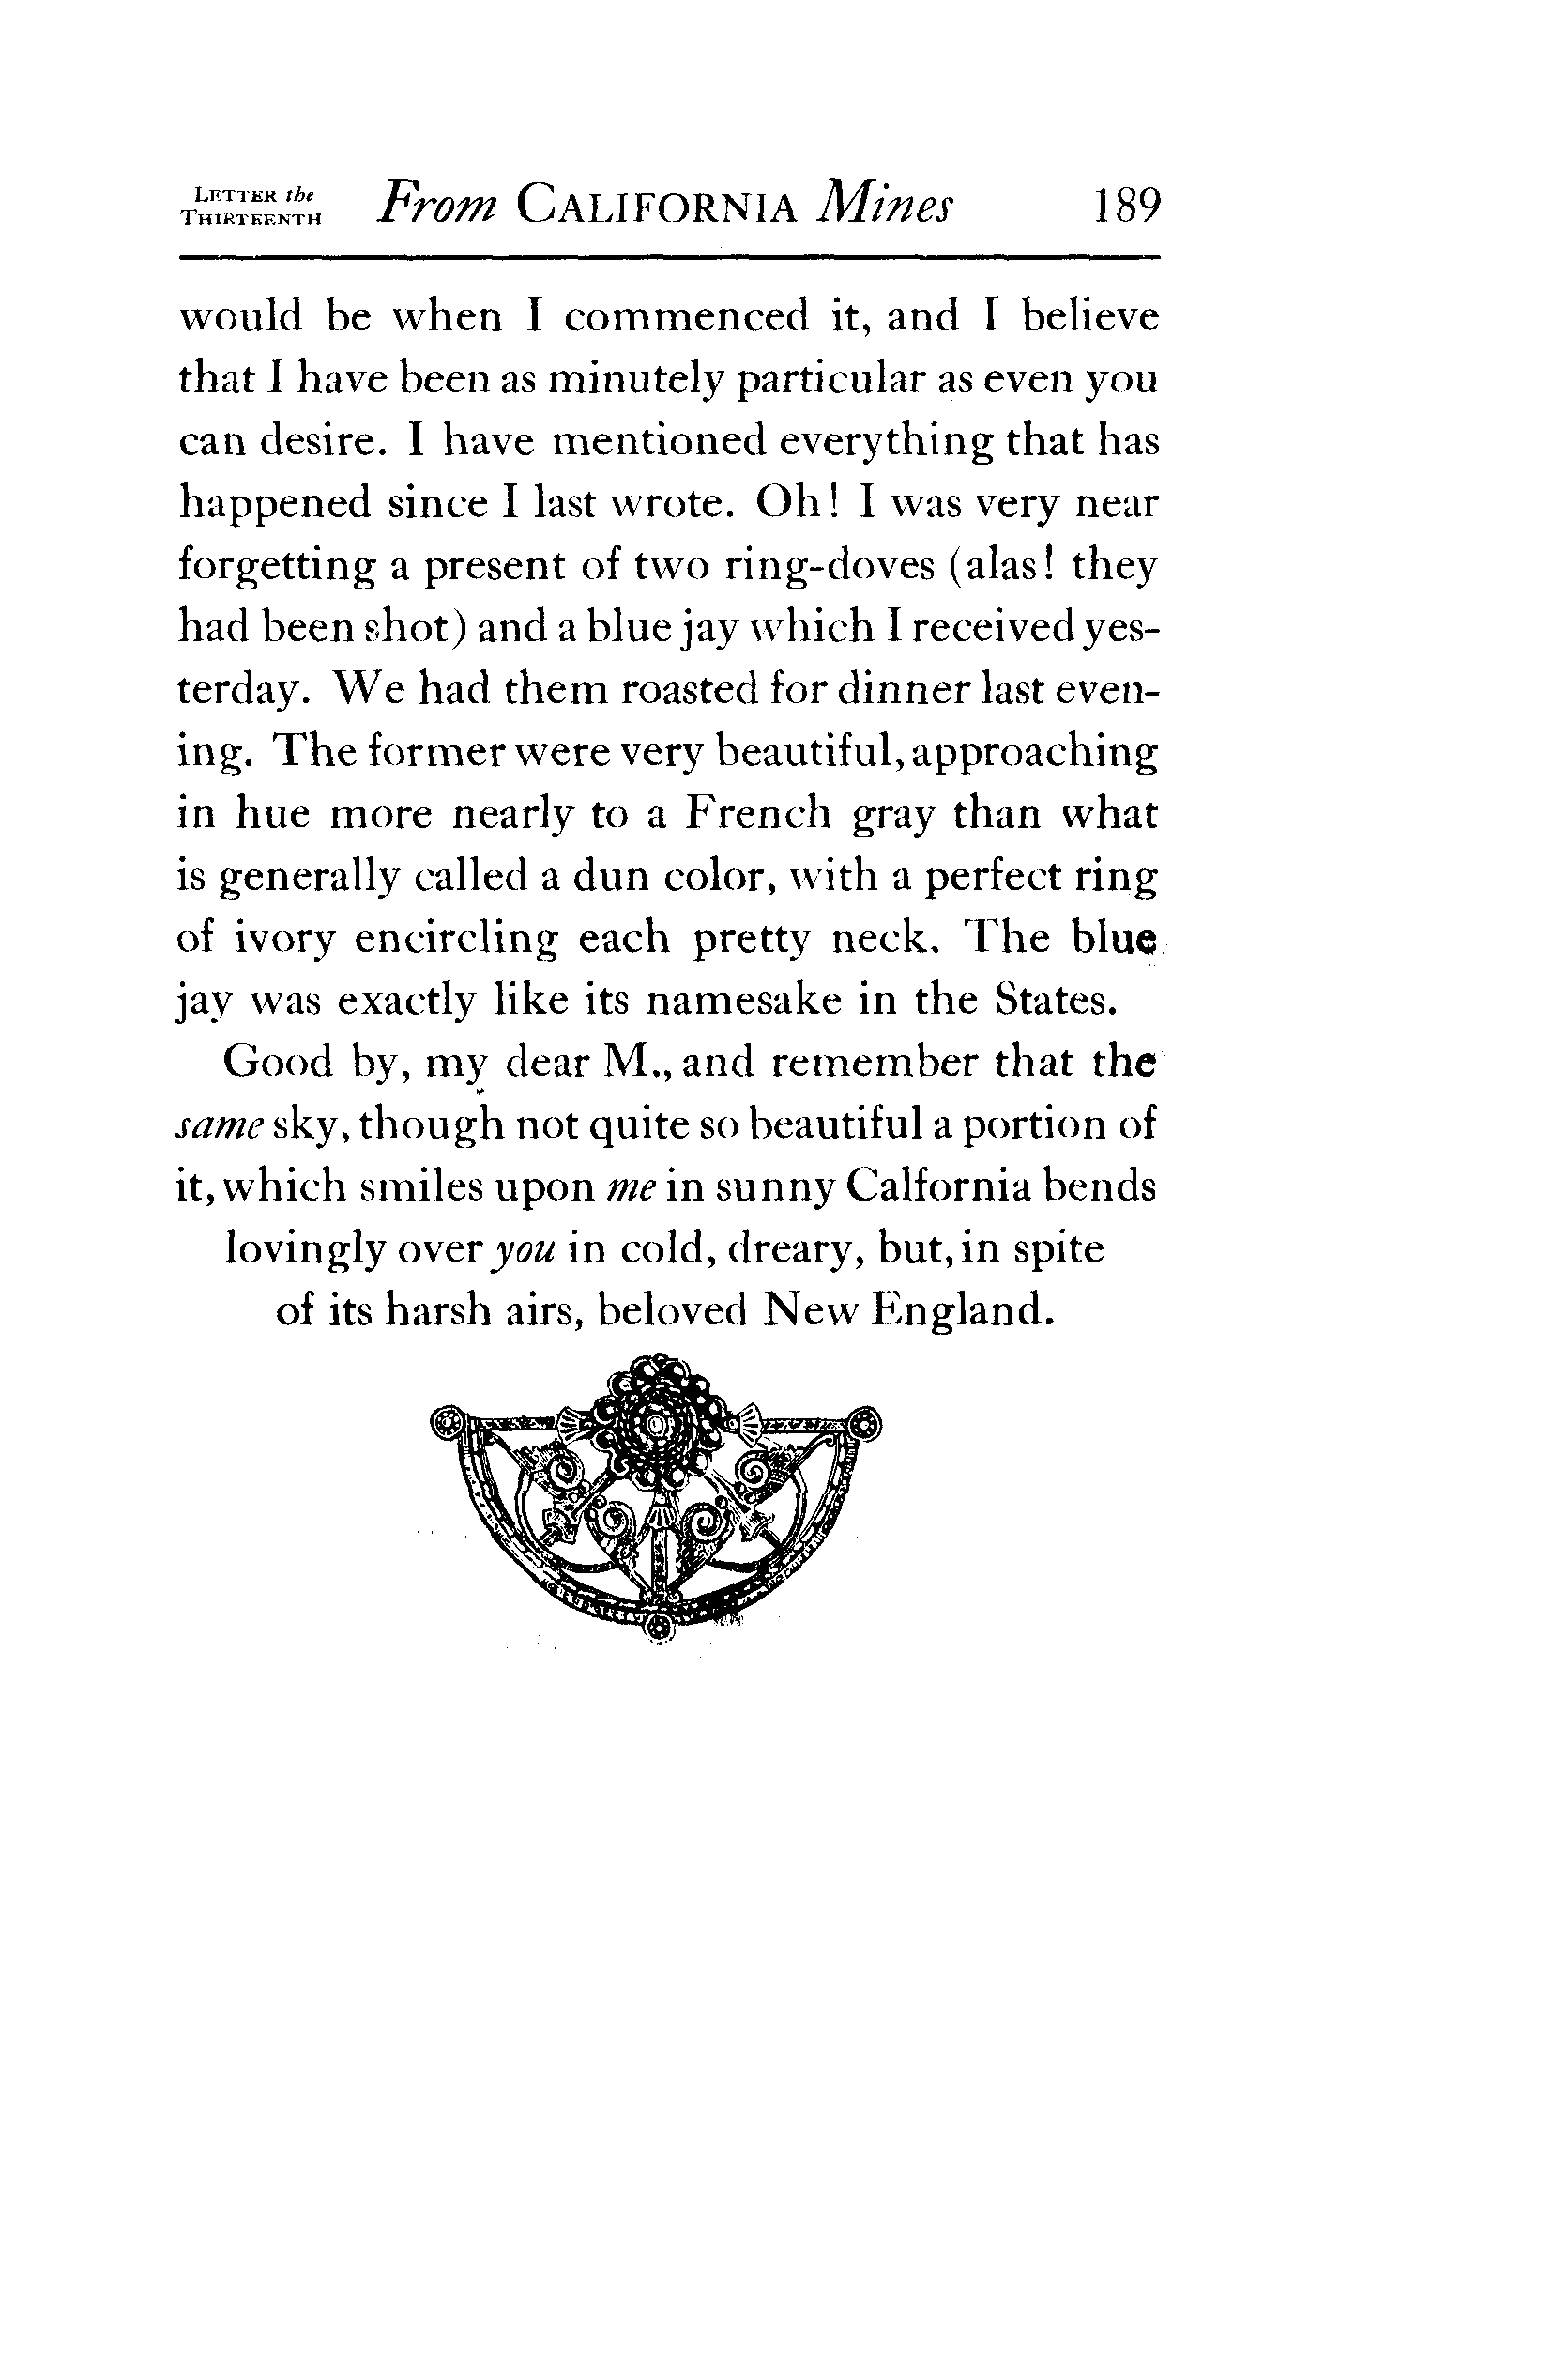 LETTER the
THIRTEENTH From CALIFORNIA Mines 189
would be when I commenced it, and I believe
that I have been as minutely particular as even you
can desire. I have mentioned everything that has
happened since I last wrote. Oh! I was very near
forgetting a present of two ring-doves (alas! they
had been shot) and a blue jay which I received yes-
terday. We had them roasted for dinner last even-
ing. The former were very beautiful, approaching
in hue more nearly to a French gray than what
is generally called a dun color, with a perfect ring
of ivory encircling each pretty neck. The blue
jay was exactly like its namesake in the States.
Good by, my dear M., and remember that the
same sky, though not quite so beautiful a portion of
it, which smiles upon me in sunny Calfornia bends
lovingly over you in cold, dreary, but, in spite
of its harsh airs, beloved New England.